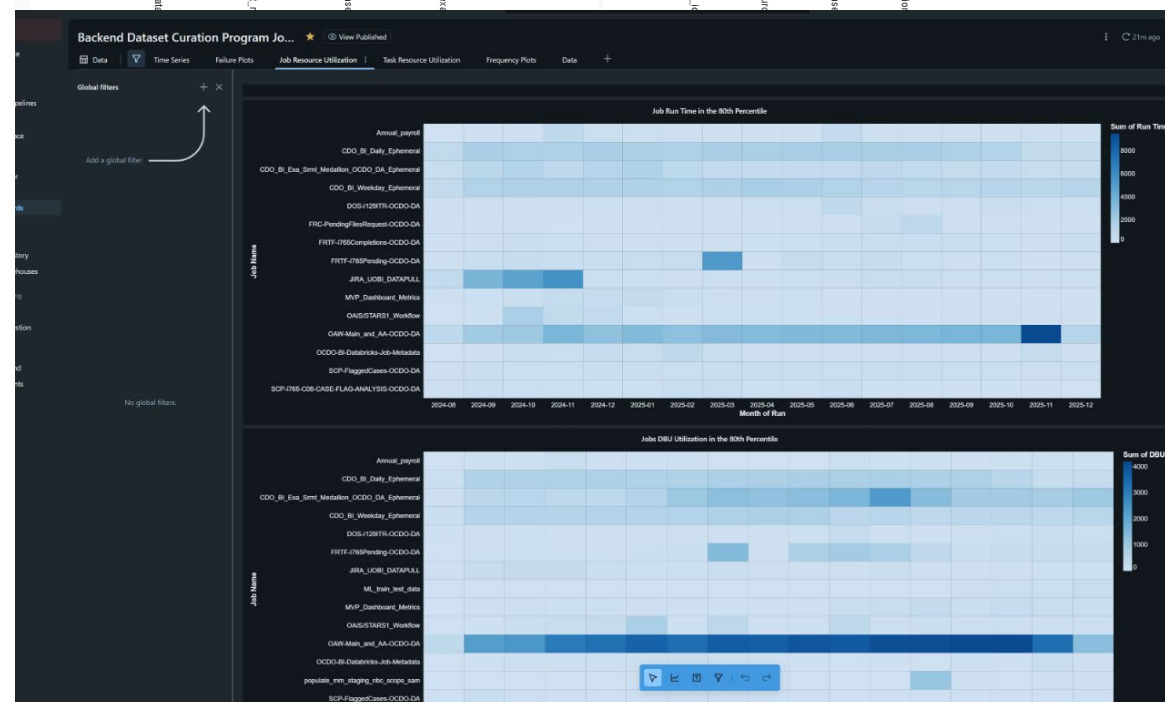 Backend Dataset Curation Program Jo... ★ View Published
21m ago
Data Time Series Failure Plots Job Resource Utilization Task Resource Utilization Frequency Plots Data +
Global filters + ×
Add a global filter
No global filters.
pelines
ds
tory
houses
ng
stion
nts
Job Run Time in the 80th Percentile
Job Name
Annual_payroll
CDO_BI_Daily_Ephemeral
CDO_BI_Exa_Srmt_Medallion_OCDO_DA_Ephemeral
CDO_BI_Weekday_Ephemeral
DOS-I129ITR-OCDO-DA
FRC-PendingFilesRequest-OCDO-DA
FRTF-I765Completions-OCDO-DA
FRTF-I765Pending-OCDO-DA
JIRA_UOBI_DATAPULL
MVP_Dashboard_Metrics
OAIS/STARS1_Workflow
OAW-Main_and_AA-OCDO-DA
OCDO-BI-Databricks-Job-Metadata
SCP-FlaggedCases-OCDO-DA
SCP-I765-C08-CASE-FLAG-ANALYSIS-OCDO-DA
2024-08 2024-09 2024-10 2024-11 2024-12 2025-01 2025-02 2025-03 2025-04 2025-05 2025-06 2025-07 2025-08 2025-09 2025-10 2025-11 2025-12
Month of Run
Sum of Run Tim
8000
6000
4000
2000
0
Jobs DBU Utilization in the 80th Percentile
Job Name
Annual_payroll
CDO_BI_Daily_Ephemeral
CDO_BI_Exa_Srmt_Medallion_OCDO_DA_Ephemeral
CDO_BI_Weekday_Ephemeral
DOS-I129ITR-OCDO-DA
FRTF-I765Pending-OCDO-DA
JIRA_UOBI_DATAPULL
ML_train_test_data
MVP_Dashboard_Metrics
OAIS/STARS1_Workflow
OAW-Main_and_AA-OCDO-DA
OCDO-BI-Databricks-Job-Metadata
populate_mm_staging_nbc_scops_sam
SCP-FlaggedCases-OCDO-DA
Sum of DBU
4000
3000
2000
1000
0